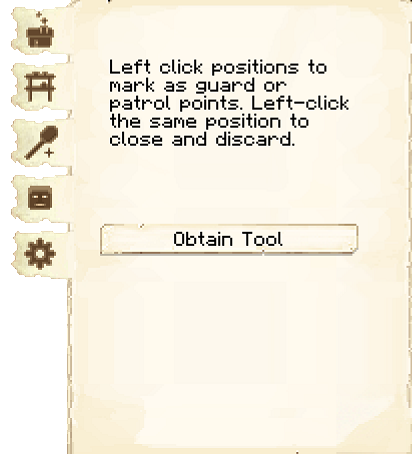 Left click positions to
mark as guard or
patrol points. Left-click
the same position to
close and discard.
Obtain Tool